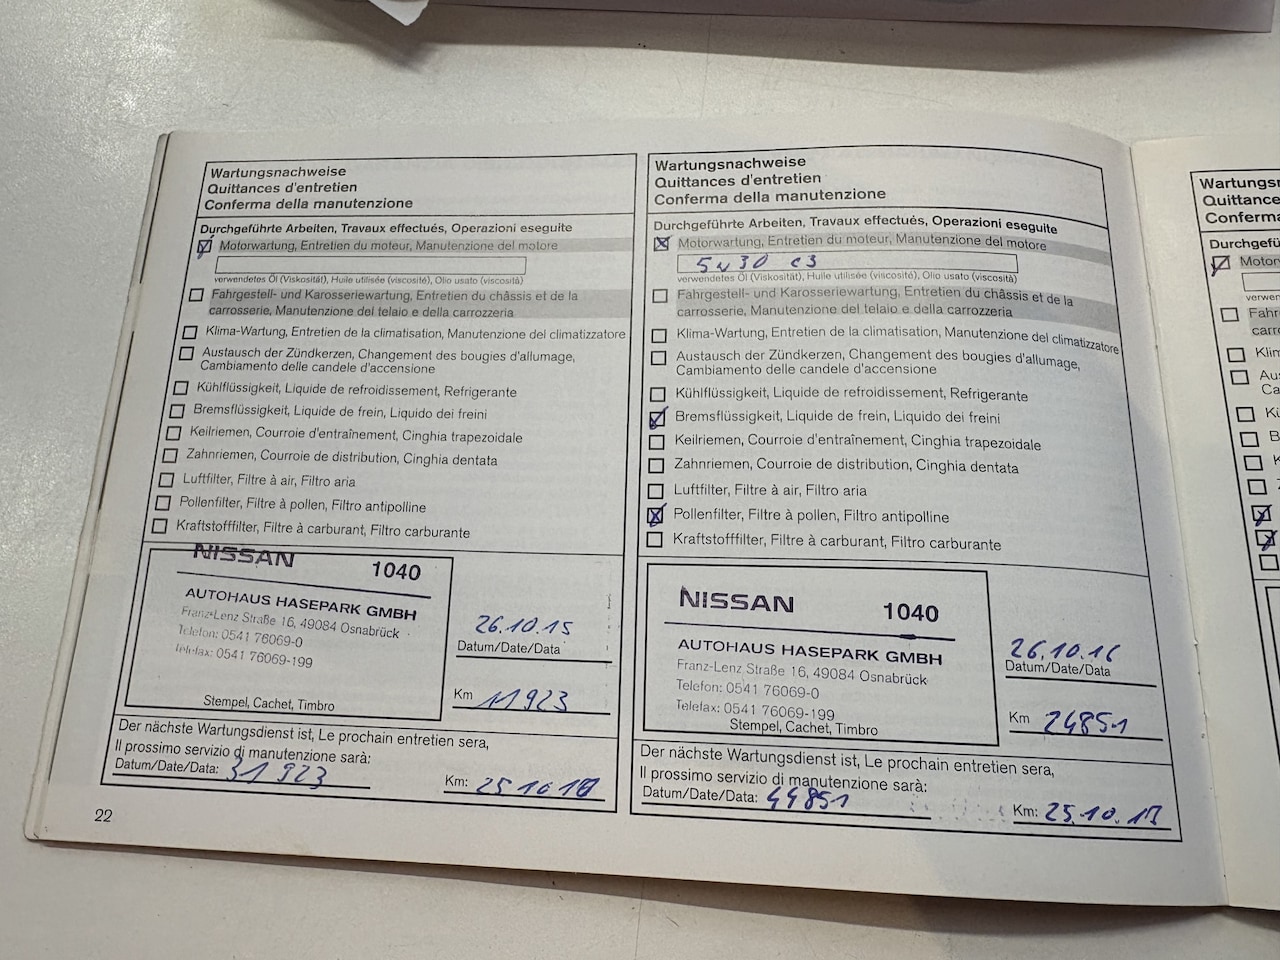 Wartungsnachweise
Quittances d'entretien
Conferma della manutenzione
Durchgeführte Arbeiten, Travaux effectués, Operazioni eseguite
Motorwartung, Entretien du moteur, Manutenzione del motore
verwendetes Öl (Viskosität), Huile utilisée (viscosité), Olio usato (viscosità)
Fahrgestell- und Karosseriewartung, Entretien du châssis et de la
carrosserie, Manutenzione del telaio e della carrozzeria
Klima-Wartung, Entretien de la climatisation, Manutenzione del climatizzatore
Austausch der Zündkerzen, Changement des bougies d'allumage,
Cambiamento delle candele d'accensione
Kühlflüssigkeit, Liquide de refroidissement, Refrigerante
Bremsflüssigkeit, Liquide de frein, Liquido dei freini
Keilriemen, Courroie d'entraînement, Cinghia trapezoidale
Zahnriemen, Courroie de distribution, Cinghia dentata
Luftfilter, Filtre à air, Filtro aria
Pollenfilter, Filtre à pollen, Filtro antipolline
Kraftstofffilter, Filtre à carburant, Filtro carburante
NISSAN 1040
AUTOHAUS HASEPARK GMBH
Franz-Lenz Straße 16, 49084 Osnabrück
Telefon: 0541 76069-0
Telefax: 0541 76069-199
Stempel, Cachet, Timbro
26.10.15
Datum/Date/Data
Km 11923
Der nächste Wartungsdienst ist, Le prochain entretien sera,
Il prossimo servizio di manutenzione sarà:
Datum/Date/Data: 31923
Km: 25.10.
22
Wartungsnachweise
Quittances d'entretien
Conferma della manutenzione
Durchgeführte Arbeiten, Travaux effectués, Operazioni eseguite
Motorwartung, Entretien du moteur, Manutenzione del motore
5w30 c3
verwendetes Öl (Viskosität), Huile utilisée (viscosité), Olio usato (viscosità)
Fahrgestell- und Karosseriewartung, Entretien du châssis et de la
carrosserie, Manutenzione del telaio e della carrozzeria
Klima-Wartung, Entretien de la climatisation, Manutenzione del climatizzatore
Austausch der Zündkerzen, Changement des bougies d'allumage,
Cambiamento delle candele d'accensione
Kühlflüssigkeit, Liquide de refroidissement, Refrigerante
Bremsflüssigkeit, Liquide de frein, Liquido dei freini
Keilriemen, Courroie d'entraînement, Cinghia trapezoidale
Zahnriemen, Courroie de distribution, Cinghia dentata
Luftfilter, Filtre à air, Filtro aria
Pollenfilter, Filtre à pollen, Filtro antipolline
Kraftstofffilter, Filtre à carburant, Filtro carburante
NISSAN 1040
AUTOHAUS HASEPARK GMBH
Franz-Lenz Straße 16, 49084 Osnabrück
Telefon: 0541 76069-0
Telefax: 0541 76069-199
Stempel, Cachet, Timbro
26.10.16
Datum/Date/Data
Km 24851
Der nächste Wartungsdienst ist, Le prochain entretien sera,
Il prossimo servizio di manutenzione sarà:
Datum/Date/Data: 44851
Km: 25.10.17